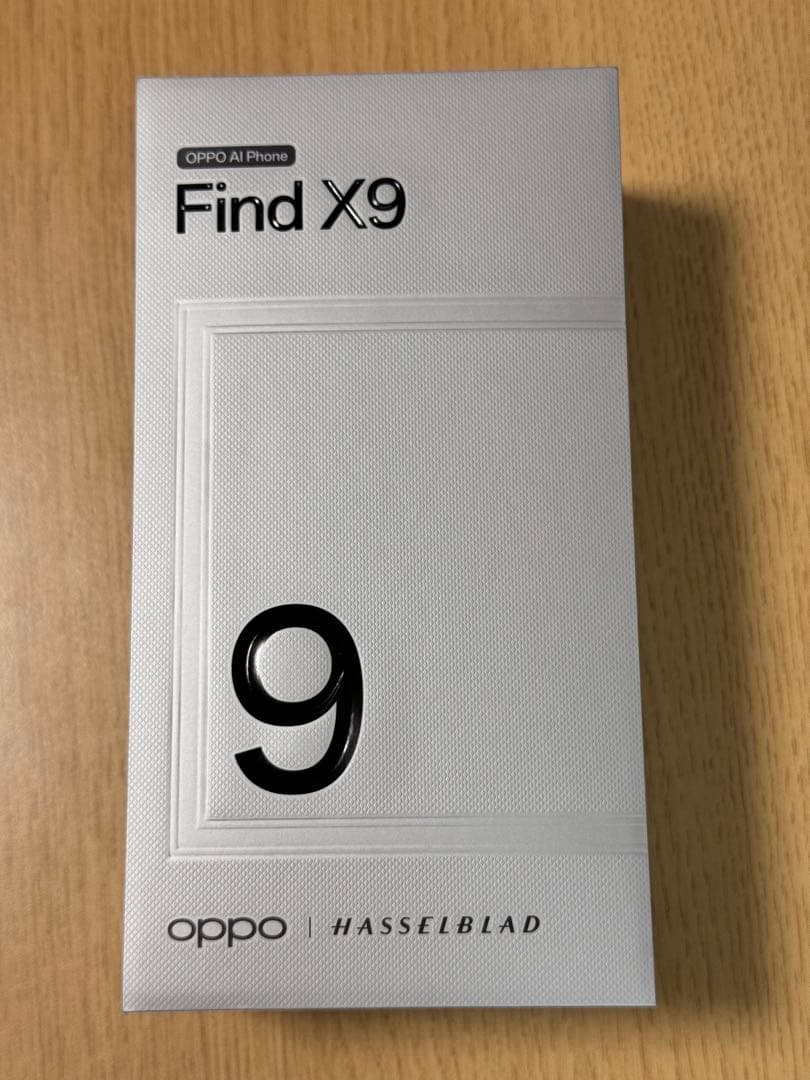 OPPO AI Phone
Find X9
9
oppo | HASSELBLAD